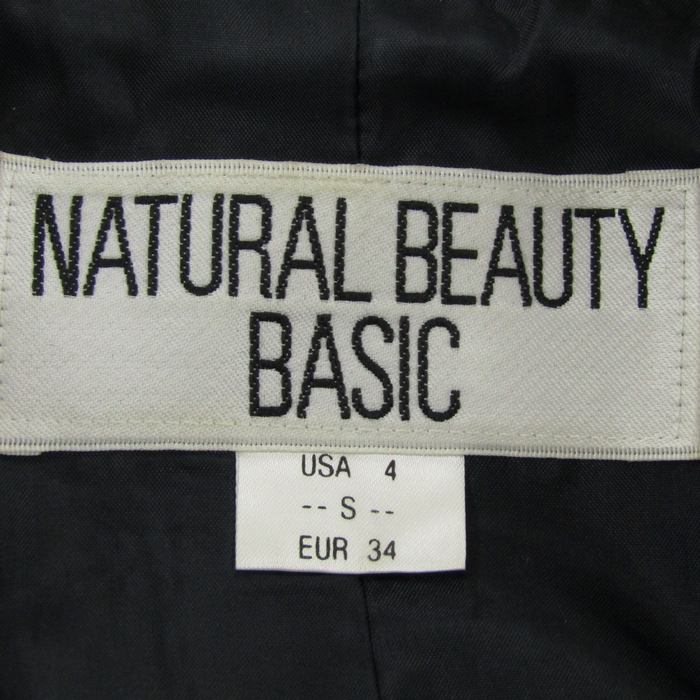 NATURAL BEAUTY
BASIC
USA 4
-- S --
EUR 34